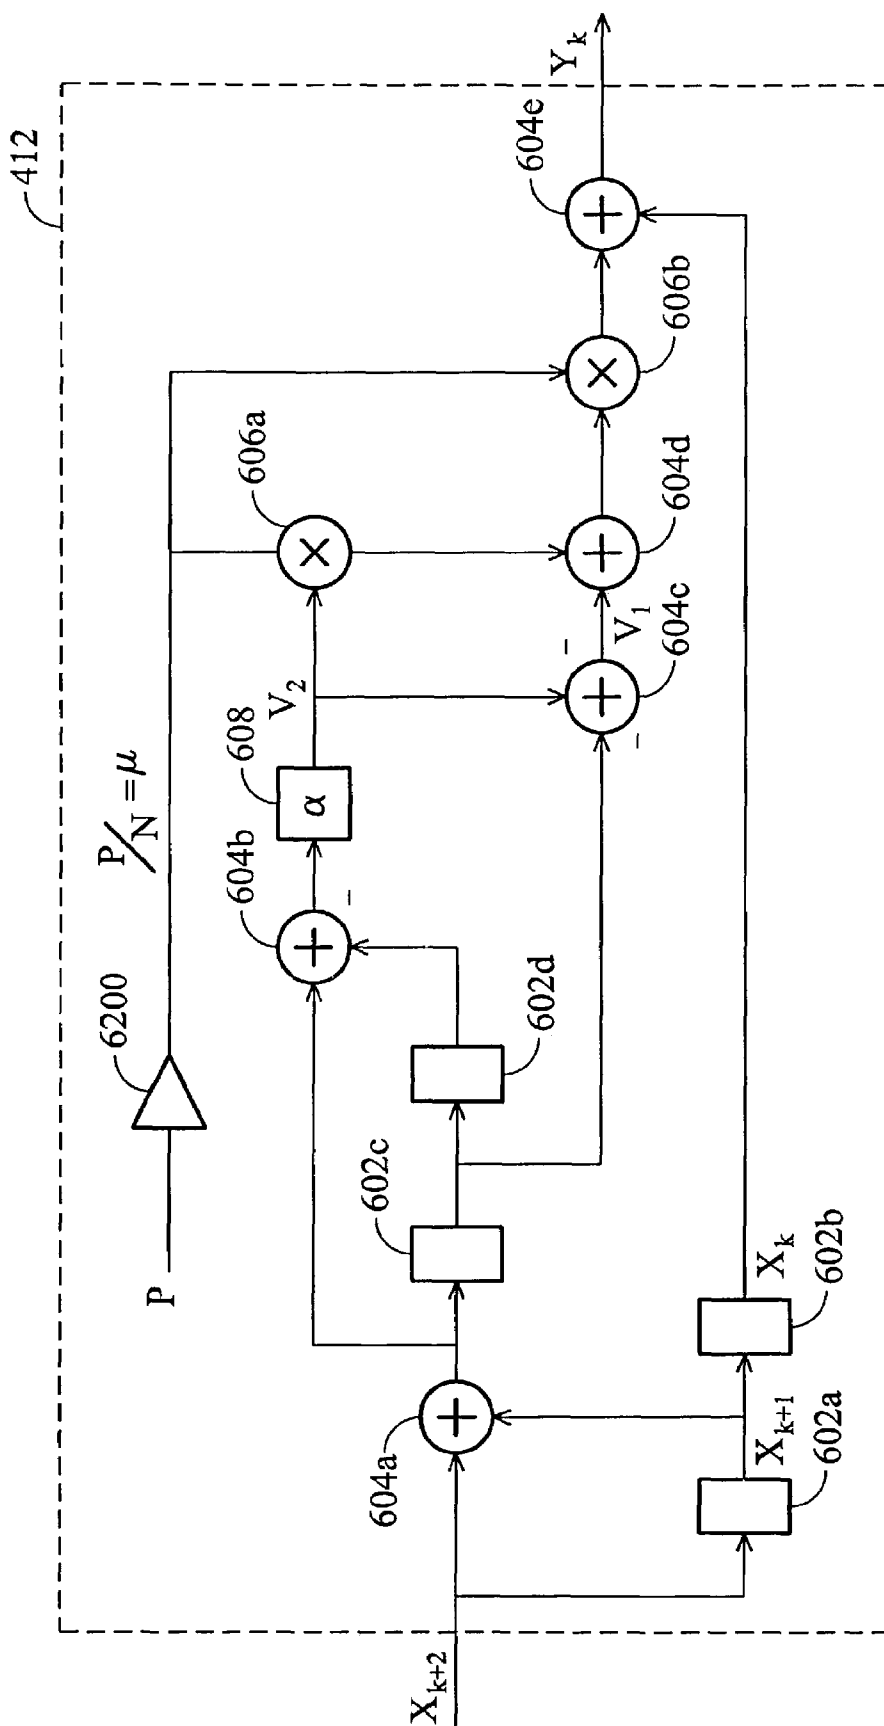 412
P
6200
P/N = μ
606a
604e
Y_k
604b
608
α
V_2
606b
602c
602d
-
-
-
V_1
604c
604d
604a
X_{k+2}
602a
X_{k+1}
602b
X_k